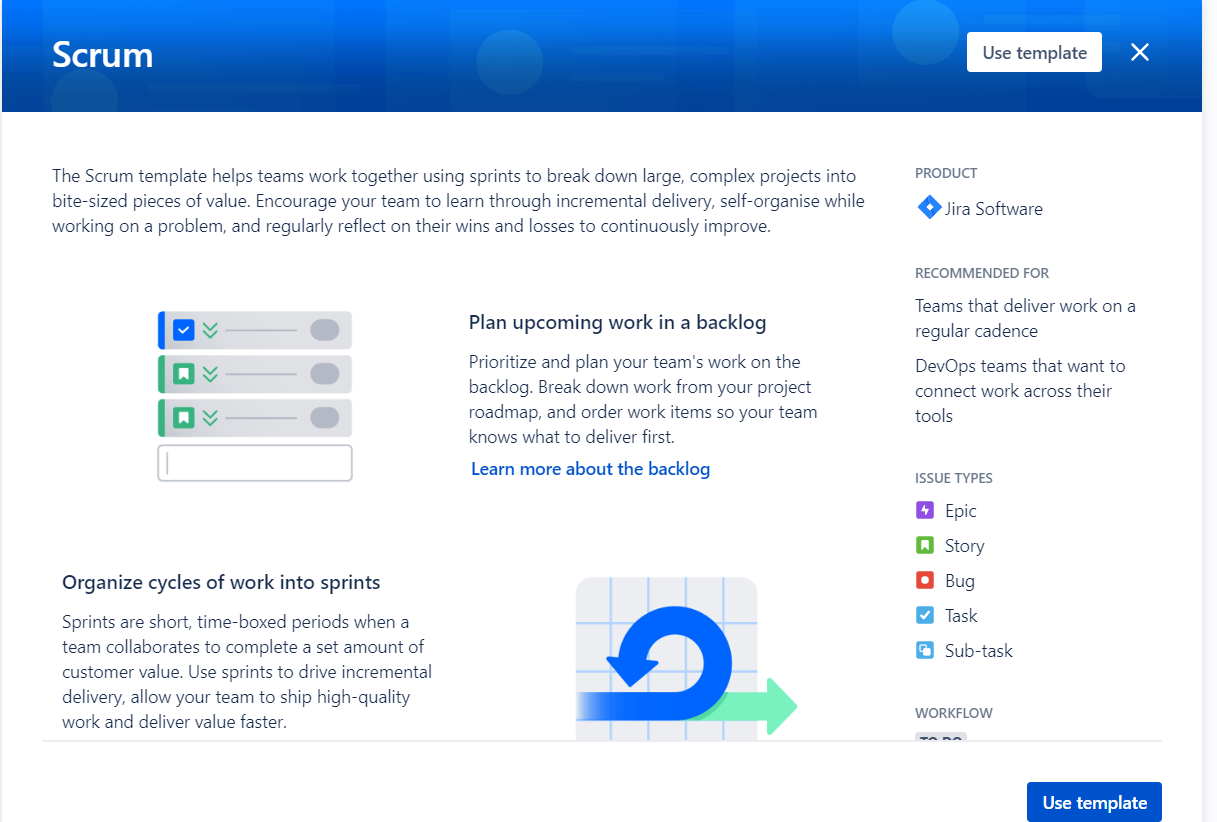 Scrum
Use template
The Scrum template helps teams work together using sprints to break down large, complex projects into
bite-sized pieces of value. Encourage your team to learn through incremental delivery, self-organise while
working on a problem, and regularly reflect on their wins and losses to continuously improve.
Plan upcoming work in a backlog
Prioritize and plan your team's work on the
backlog. Break down work from your project
roadmap, and order work items so your team
knows what to deliver first.
Learn more about the backlog
Organize cycles of work into sprints
Sprints are short, time-boxed periods when a
team collaborates to complete a set amount of
customer value. Use sprints to drive incremental
delivery, allow your team to ship high-quality
work and deliver value faster.
PRODUCT
Jira Software
RECOMMENDED FOR
Teams that deliver work on a
regular cadence
DevOps teams that want to
connect work across their
tools
ISSUE TYPES
Epic
Story
Bug
Task
Sub-task
WORKFLOW
TO DO
Use template